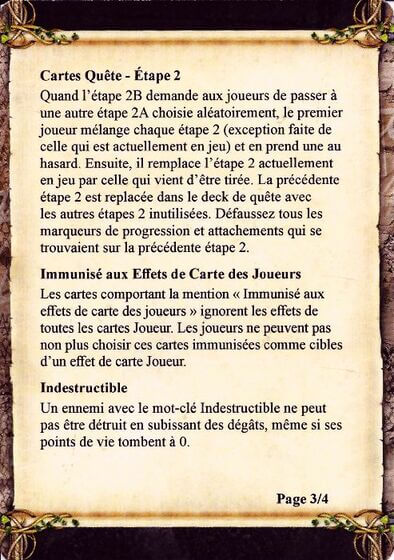 Cartes Quête - Étape 2
Quand l'étape 2B demande aux joueurs de passer à
une autre étape 2A choisie aléatoirement, le premier
joueur mélange chaque étape 2 (exception faite de
celle qui est actuellement en jeu) et en prend une au
hasard. Ensuite, il remplace l'étape 2 actuellement
en jeu par celle qui vient d'être tirée. La précédente
étape 2 est replacée dans le deck de quête avec
les autres étapes 2 inutilisées. Défaussez tous les
marqueurs de progression et attachements qui se
trouvaient sur la précédente étape 2.
Immunisé aux Effets de Carte des Joueurs
Les cartes comportant la mention « Immunisé aux
effets de carte des joueurs » ignorent les effets de
toutes les cartes Joueur. Les joueurs ne peuvent pas
non plus choisir ces cartes immunisées comme cibles
d'un effet de carte Joueur.
Indestructible
Un ennemi avec le mot-clé Indestructible ne peut
pas être détruit en subissant des dégâts, même si ses
points de vie tombent à 0.
Page 3/4